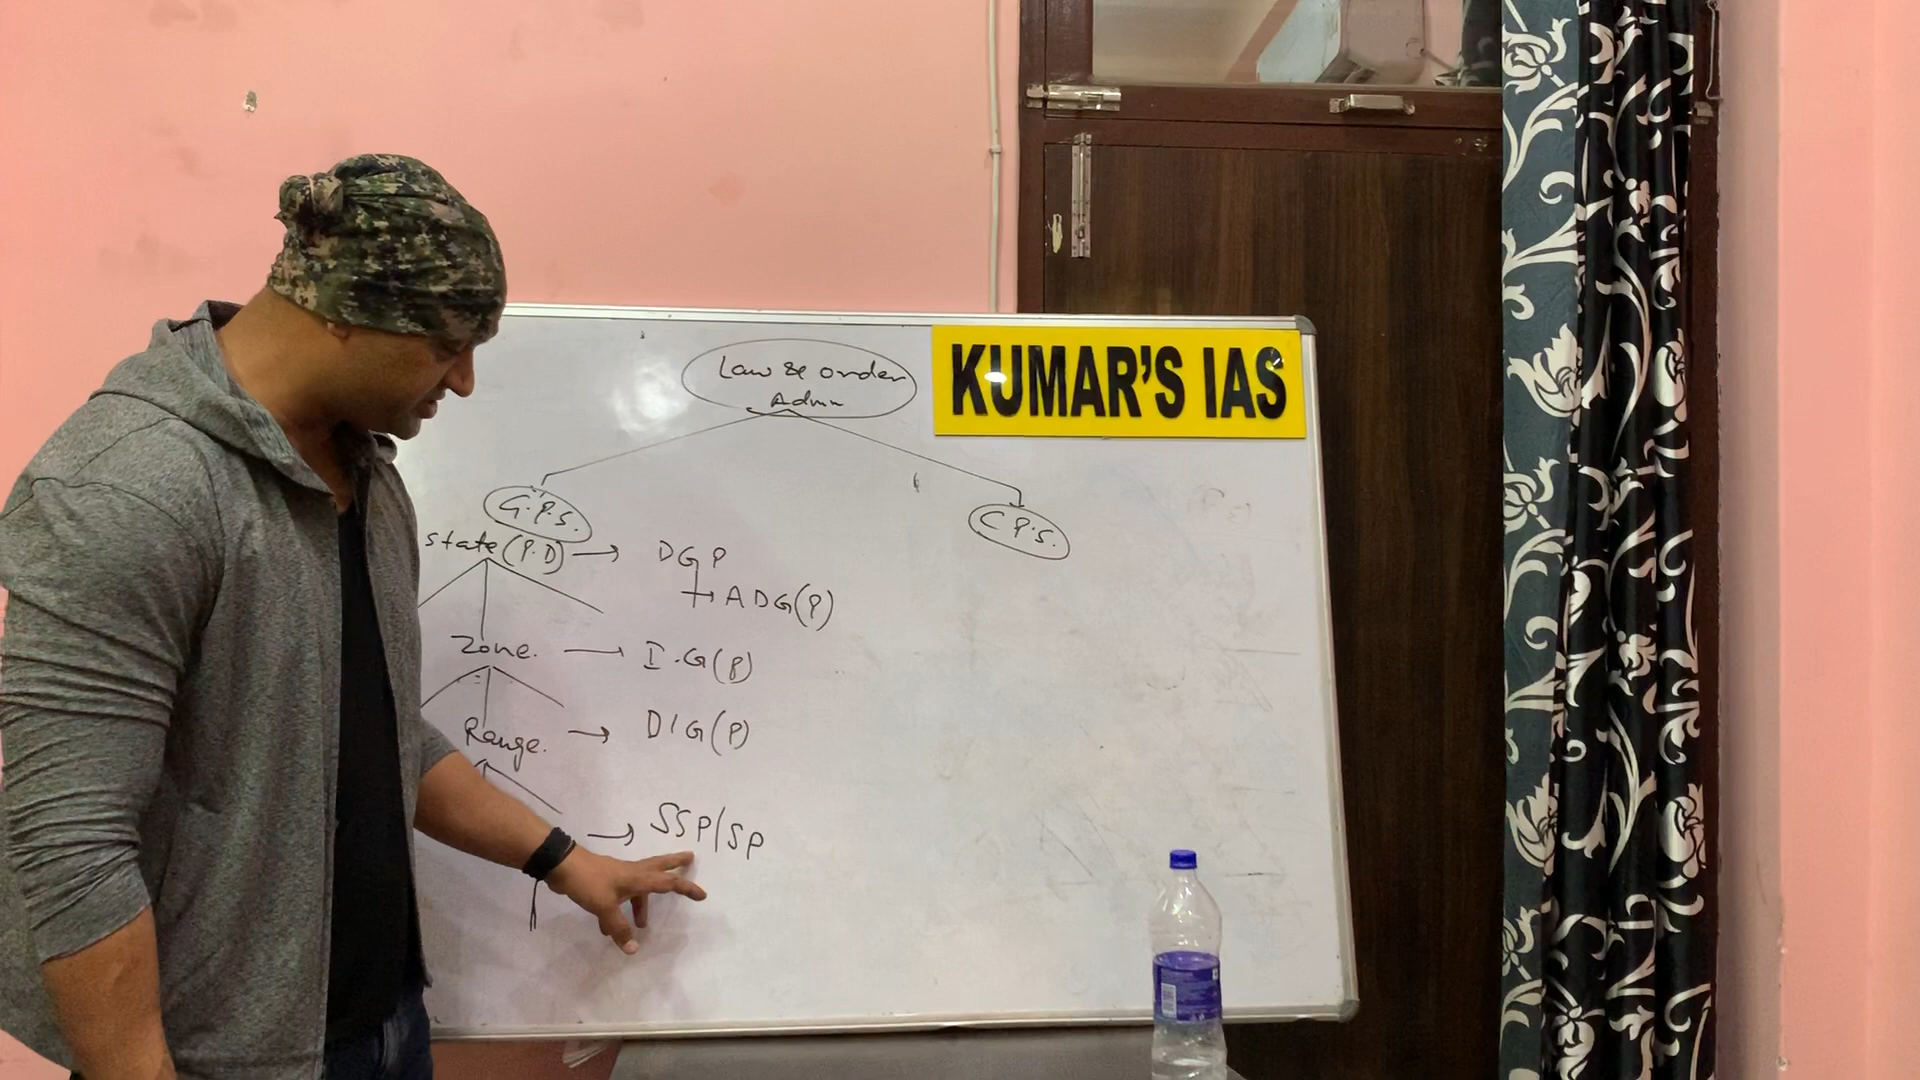 Law & order
Admn
KUMAR'S IAS
G.P.S.
C P.S.
state (P.D) → DGP
→ ADG(P)
Zone. → I.G(P)
Range. → DIG(P)
→ SSP/SP